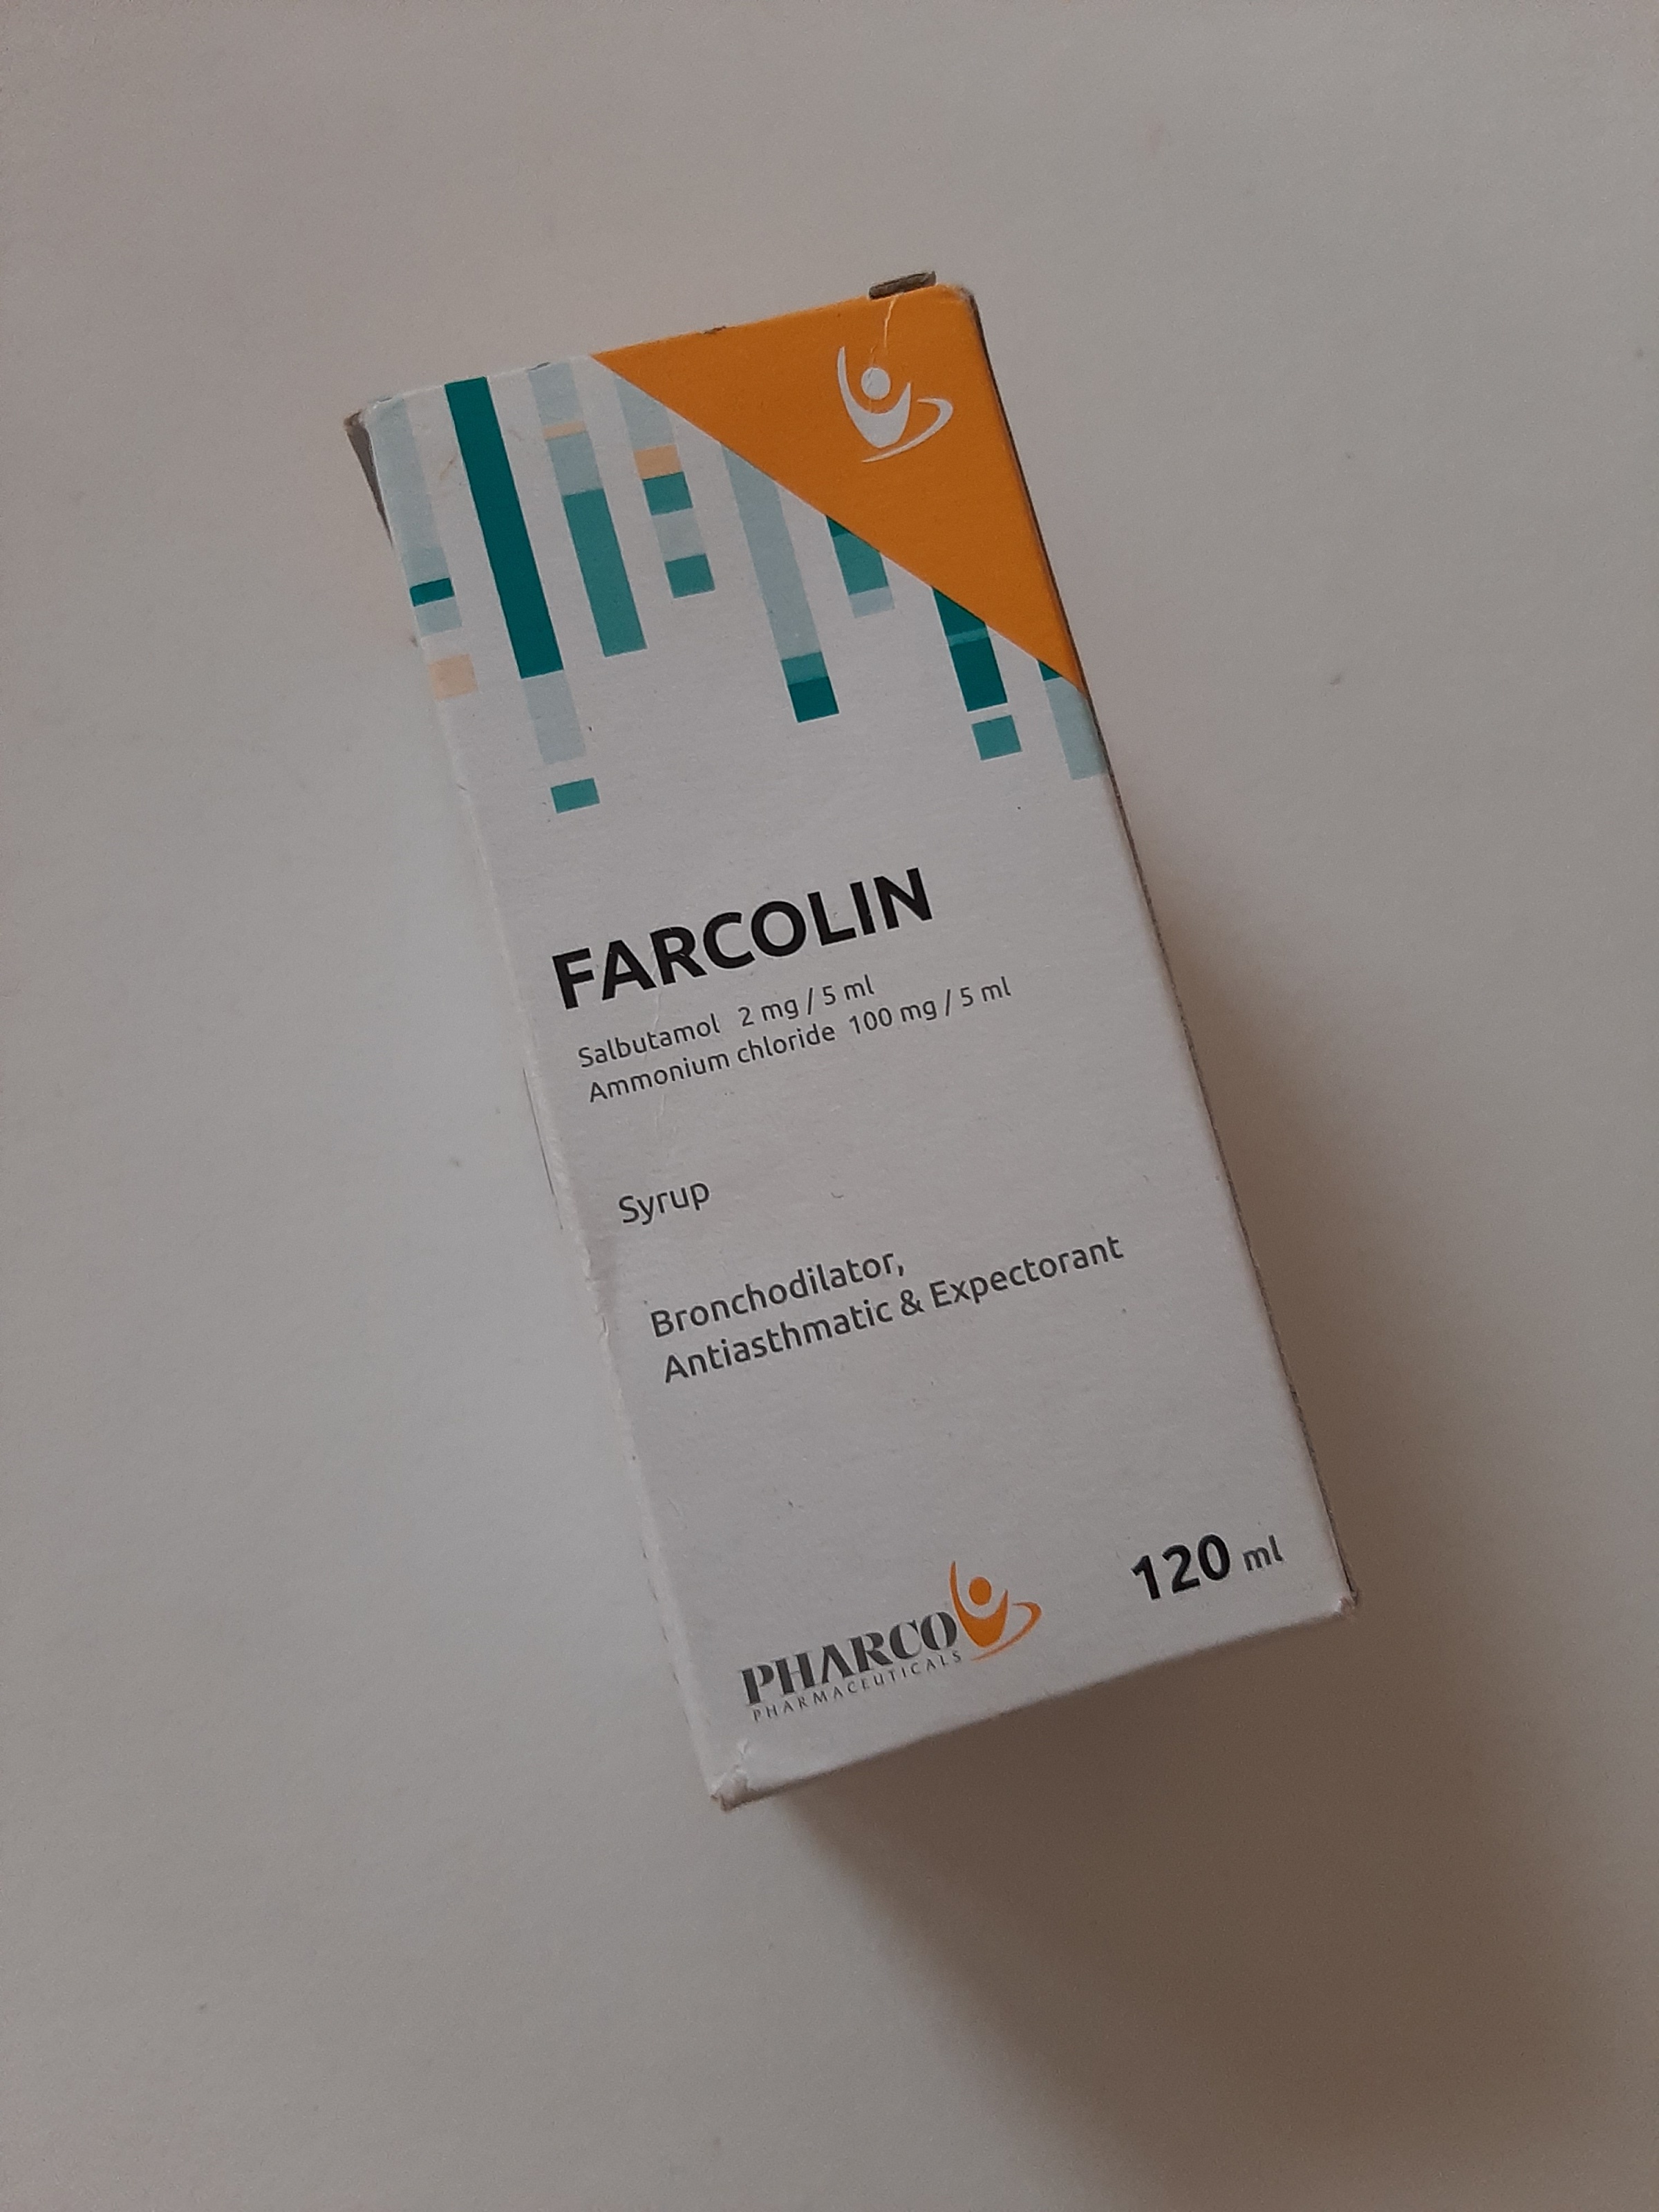 FARCOLIN
Salbutamol 2 mg / 5 ml
Ammonium chloride 100 mg / 5 ml
Syrup
Bronchodilator,
Antiasthmatic & Expectorant
120 ml
PHARCO
PHARMACEUTICALS